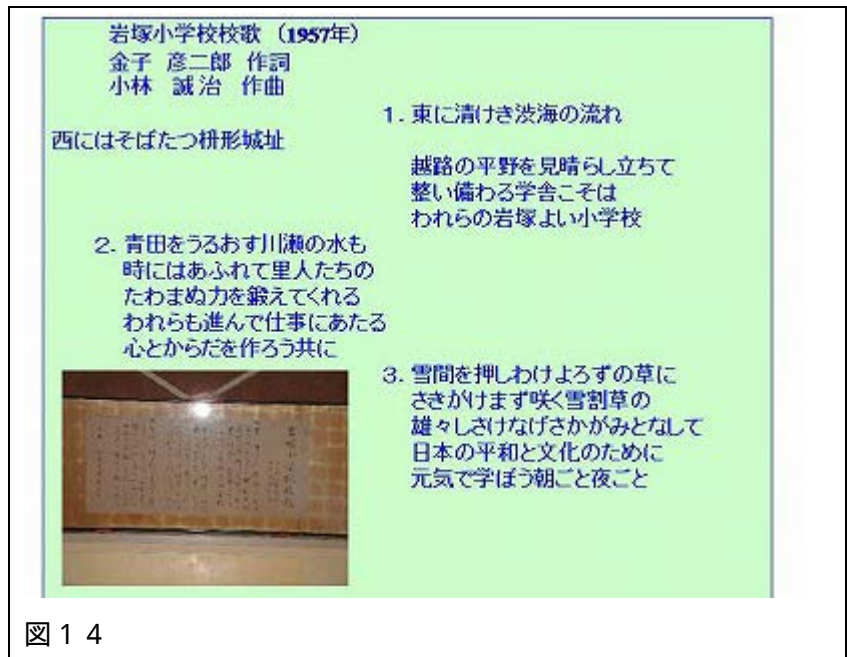 岩塚小学校校歌（1957年）
金子 彦二郎 作詞
小林 誠治 作曲
1. 東に清けき渋海の流れ
西にはそばたつ枡形城址
越路の平野を見晴らし立ちて
整い備わる学舎こそは
われらの岩塚よい小学校
2. 青田をうるおす川瀬の水も
時にはあふれて里人たちの
たわまぬ力を鍛えてくれる
われらも進んで仕事にあたる
心とからだを作ろう共に
3. 雪間を押しわけよろずの草に
さきがけまず咲く雪割草の
雄々しさけなげさかがみとなして
日本の平和と文化のために
元気で学ぼう朝ごと夜ごと
図14